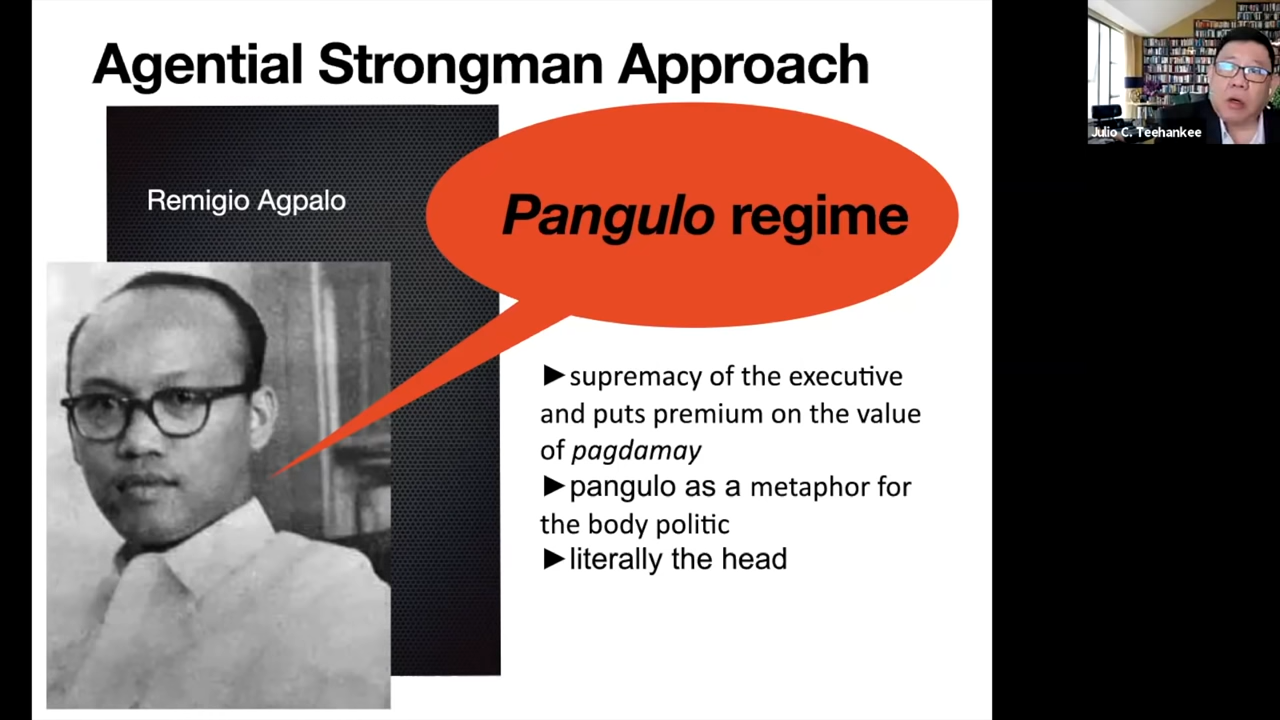 Agential Strongman Approach
Remigio Agpalo
Pangulo regime
►supremacy of the executive
and puts premium on the value
of pagdamay
►pangulo as a metaphor for
the body politic
►literally the head
Julio C. Teehankee